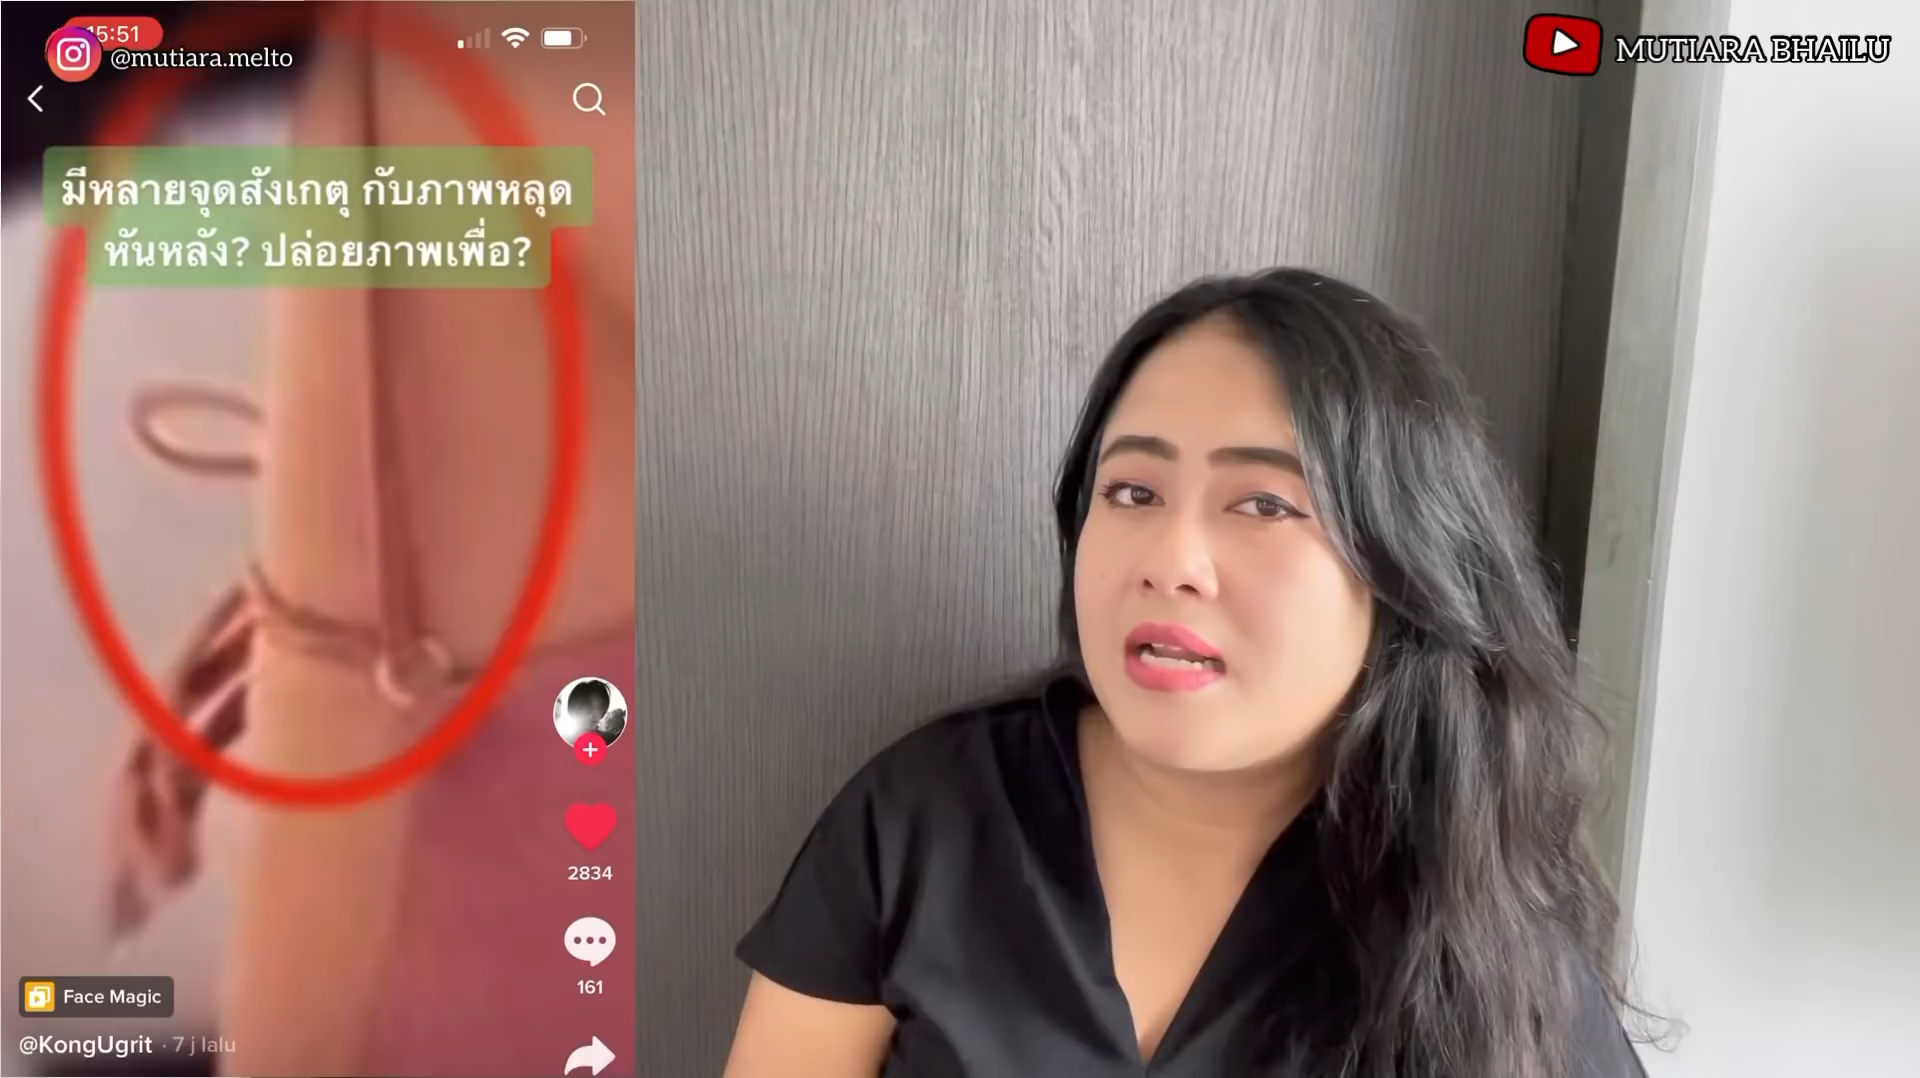 15:51
@mutiara.melto
MUTIARA BHAILU
มีหลายจุดสังเกตุ กับภาพหลุด
หันหลัง? ปล่อยภาพเพื่อ?
2834
161
Face Magic
@KongUgrit · 7 j lalu